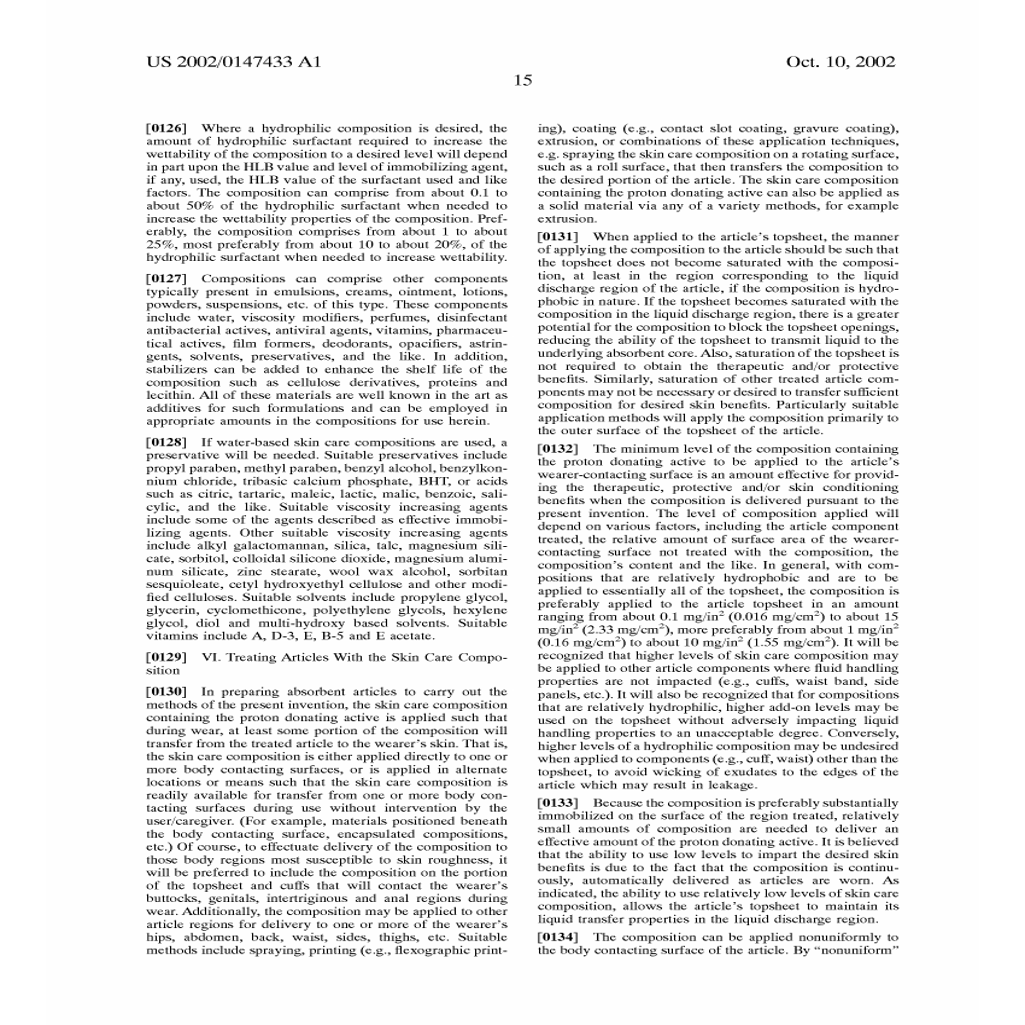 US 2002/0147433 A1
Oct. 10, 2002
15
[0126] Where a hydrophilic composition is desired, the
amount of hydrophilic surfactant required to increase the
wettability of the composition to a desired level will depend
in part upon the HLB value and level of immobilizing agent,
if any, used, the HLB value of the surfactant used and like
factors. The composition can comprise from about 0.1 to
about 50% of the hydrophilic surfactant when needed to
increase the wettability properties of the composition. Pref-
erably, the composition comprises from about 1 to about
25%, most preferably from about 10 to about 20%, of the
hydrophilic surfactant when needed to increase wettability.
[0127] Compositions can comprise other components
typically present in emulsions, creams, ointment, lotions,
powders, suspensions, etc. of this type. These components
include water, viscosity modifiers, perfumes, disinfectant
antibacterial actives, antiviral agents, vitamins, pharmaceu-
tical actives, film formers, deodorants, opacifiers, astrin-
gents, solvents, preservatives, and the like. In addition,
stabilizers can be added to enhance the shelf life of the
composition such as cellulose derivatives, proteins and
lecithin. All of these materials are well known in the art as
additives for such formulations and can be employed in
appropriate amounts in the compositions for use herein.
[0128] If water-based skin care compositions are used, a
preservative will be needed. Suitable preservatives include
propyl paraben, methyl paraben, benzyl alcohol, benzylkon-
nium chloride, tribasic calcium phosphate, BHT, or acids
such as citric, tartaric, maleic, lactic, malic, benzoic, sali-
cylic, and the like. Suitable viscosity increasing agents
include some of the agents described as effective immobi-
lizing agents. Other suitable viscosity increasing agents
include alkyl galactomannan, silica, talc, magnesium sili-
cate, sorbitol, colloidal silicone dioxide, magnesium alumi-
num silicate, zinc stearate, wool wax alcohol, sorbitan
sesquioleate, cetyl hydroxyethyl cellulose and other modi-
fied celluloses. Suitable solvents include propylene glycol,
glycerin, cyclomethicone, polyethylene glycols, hexylene
glycol, diol and multi-hydroxy based solvents. Suitable
vitamins include A, D-3, E, B-5 and E acetate.
[0129] VI. Treating Articles With the Skin Care Compo-
sition
[0130] In preparing absorbent articles to carry out the
methods of the present invention, the skin care composition
containing the proton donating active is applied such that
during wear, at least some portion of the composition will
transfer from the treated article to the wearer's skin. That is,
the skin care composition is either applied directly to one or
more body contacting surfaces, or is applied in alternate
locations or means such that the skin care composition is
readily available for transfer from one or more body con-
tacting surfaces during use without intervention by the
user/caregiver. (For example, materials positioned beneath
the body contacting surface, encapsulated compositions,
etc.) Of course, to effectuate delivery of the composition to
those body regions most susceptible to skin roughness, it
will be preferred to include the composition on the portion
of the topsheet and cuffs that will contact the wearer's
buttocks, genitals, intertriginous and anal regions during
wear. Additionally, the composition may be applied to other
article regions for delivery to one or more of the wearer's
hips, abdomen, back, waist, sides, thighs, etc. Suitable
methods include spraying, printing (e.g., flexographic print-
ing), coating (e.g., contact slot coating, gravure coating),
extrusion, or combinations of these application techniques,
e.g. spraying the skin care composition on a rotating surface,
such as a roll surface, that then transfers the composition to
the desired portion of the article. The skin care composition
containing the proton donating active can also be applied as
a solid material via any of a variety methods, for example
extrusion.
[0131] When applied to the article's topsheet, the manner
of applying the composition to the article should be such that
the topsheet does not become saturated with the composi-
tion, at least in the region corresponding to the liquid
discharge region of the article, if the composition is hydro-
phobic in nature. If the topsheet becomes saturated with the
composition in the liquid discharge region, there is a greater
potential for the composition to block the topsheet openings,
reducing the ability of the topsheet to transmit liquid to the
underlying absorbent core. Also, saturation of the topsheet is
not required to obtain the therapeutic and/or protective
benefits. Similarly, saturation of other treated article com-
ponents may not be necessary or desired to transfer sufficient
composition for desired skin benefits. Particularly suitable
application methods will apply the composition primarily to
the outer surface of the topsheet of the article.
[0132] The minimum level of the composition containing
the proton donating active to be applied to the article's
wearer-contacting surface is an amount effective for provid-
ing the therapeutic, protective and/or skin conditioning
benefits when the composition is delivered pursuant to the
present invention. The level of composition applied will
depend on various factors, including the article component
treated, the relative amount of surface area of the wearer-
contacting surface not treated with the composition, the
composition's content and the like. In general, with com-
positions that are relatively hydrophobic and are to be
applied to essentially all of the topsheet, the composition is
preferably applied to the article topsheet in an amount
ranging from about 0.1 mg/in² (0.016 mg/cm²) to about 15
mg/in² (2.33 mg/cm²), more preferably from about 1 mg/in²
(0.16 mg/cm²) to about 10 mg/in² (1.55 mg/cm²). It will be
recognized that higher levels of skin care composition may
be applied to other article components where fluid handling
properties are not impacted (e.g., cuffs, waist band, side
panels, etc.). It will also be recognized that for compositions
that are relatively hydrophilic, higher add-on levels may be
used on the topsheet without adversely impacting liquid
handling properties to an unacceptable degree. Conversely,
higher levels of a hydrophilic composition may be undesired
when applied to components (e.g., cuff, waist) other than the
topsheet, to avoid wicking of exudates to the edges of the
article which may result in leakage.
[0133] Because the composition is preferably substantially
immobilized on the surface of the region treated, relatively
small amounts of composition are needed to deliver an
effective amount of the proton donating active. It is believed
that the ability to use low levels to impart the desired skin
benefits is due to the fact that the composition is continu-
ously, automatically delivered as articles are worn. As
indicated, the ability to use relatively low levels of skin care
composition, allows the article's topsheet to maintain its
liquid transfer properties in the liquid discharge region.
[0134] The composition can be applied nonuniformly to
the body contacting surface of the article. By “nonuniform”